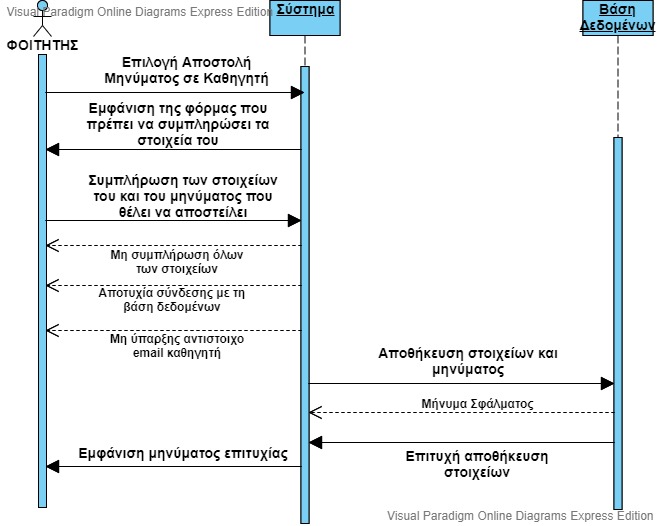 Visual Paradigm Online Diagrams Express Edition
Σύστημα
Βάση
Δεδομένων
ΦΟΙΤΗΤΗΣ
Επιλογή Αποστολή
Μηνύματος σε Καθηγητή
Εμφάνιση της φόρμας που
πρέπει να συμπληρώσει τα
στοιχεία του
Συμπλήρωση των στοιχείων
του και του μηνύματος που
θέλει να αποστείλει
Μη συμπλήρωση όλων
των στοιχείων
Αποτυχία σύνδεσης με τη
βάση δεδομένων
Μη ύπαρξης αντιστοιχο
email καθηγητή
Αποθήκευση στοιχείων και
μηνύματος
Μήνυμα Σφάλματος
Εμφάνιση μηνύματος επιτυχίας
Επιτυχή αποθήκευση
στοιχείων
Visual Paradigm Online Diagrams Express Edition